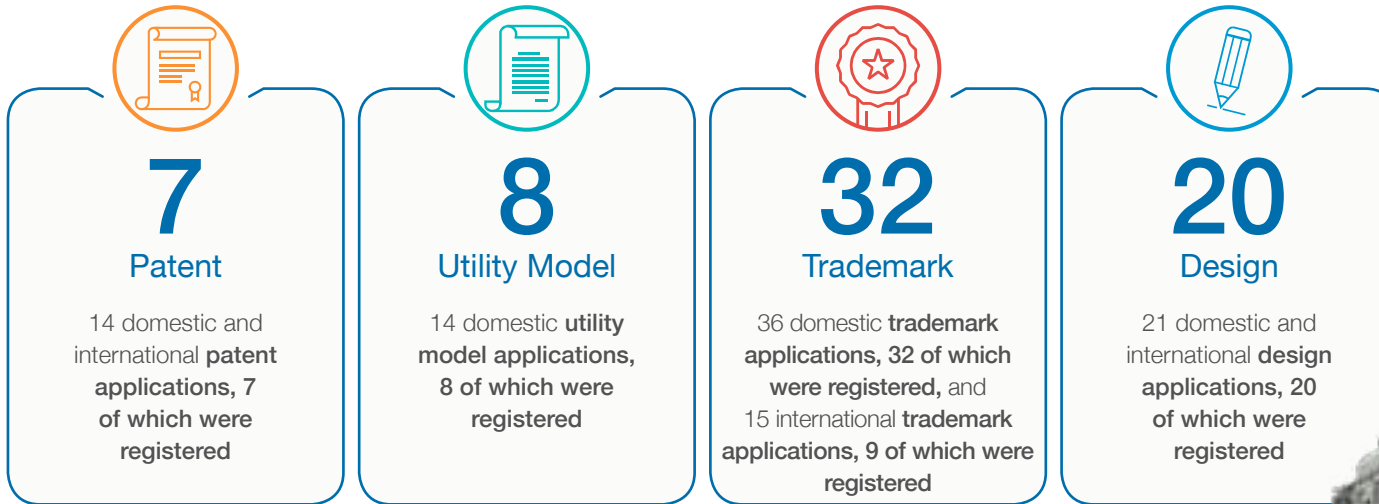 7
Patent
14 domestic and
international patent
applications, 7
of which were
registered
8
Utility Model
14 domestic utility
model applications,
8 of which were
registered
32
Trademark
36 domestic trademark
applications, 32 of which
were registered, and
15 international trademark
applications, 9 of which were
registered
20
Design
21 domestic and
international design
applications, 20
of which were
registered